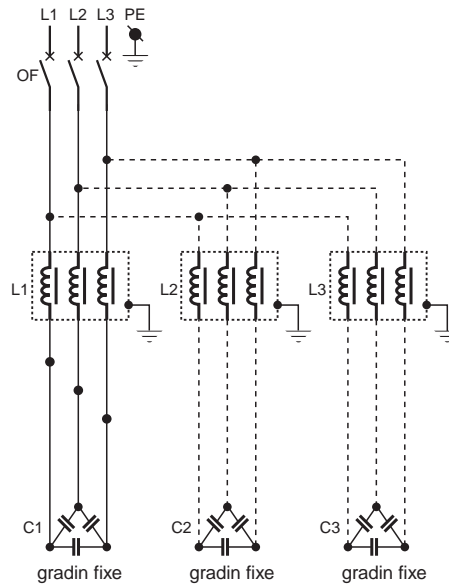 L1 L2 L3 PE
OF
L1 L2 L3
C1 C2 C3
gradin fixe gradin fixe gradin fixe